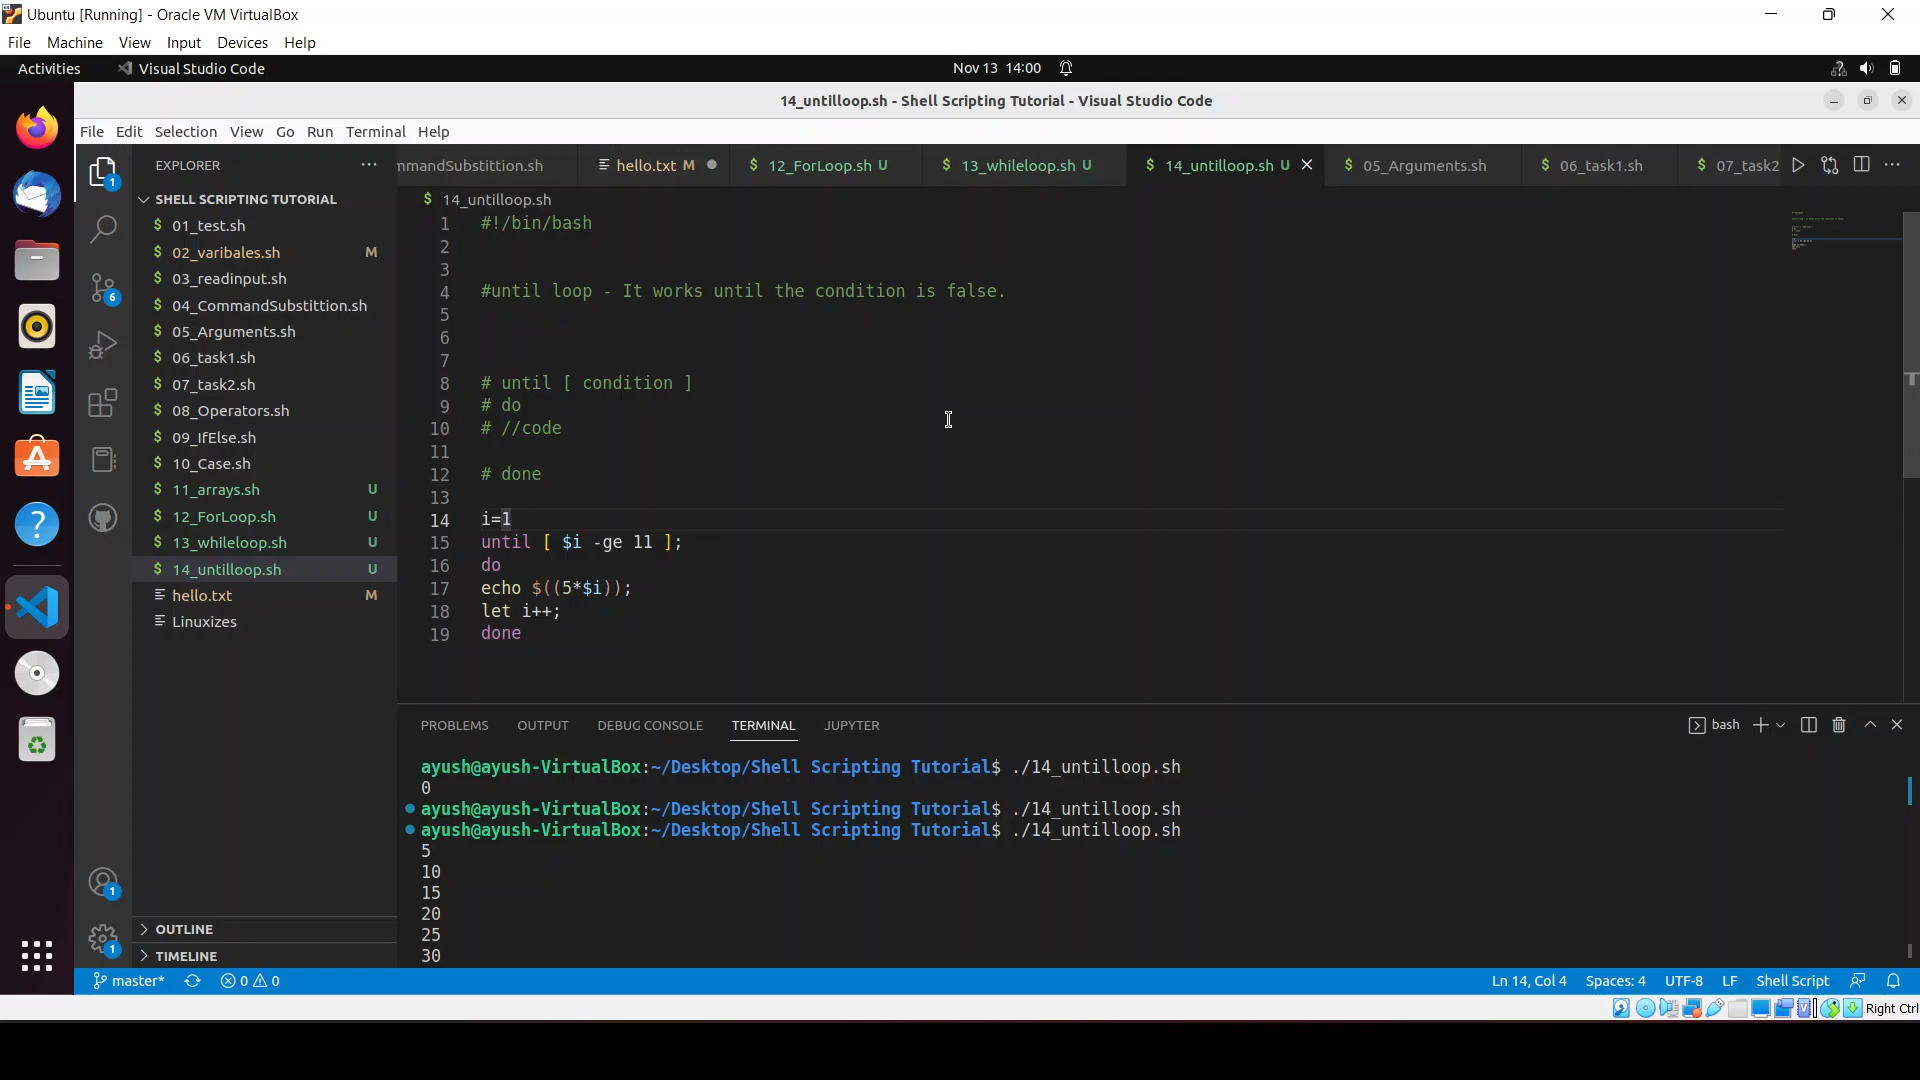 Ubuntu [Running] - Oracle VM VirtualBox
File Machine View Input Devices Help
Activities Visual Studio Code Nov 13 14:00
14_untilloop.sh - Shell Scripting Tutorial - Visual Studio Code
File Edit Selection View Go Run Terminal Help
EXPLORER
mmandSubstittion.sh hello.txt M 12_ForLoop.sh U 13_whileloop.sh U 14_untilloop.sh U 05_Arguments.sh 06_task1.sh 07_task2
SHELL SCRIPTING TUTORIAL
$ 01_test.sh
$ 02_varibales.sh M
$ 03_readinput.sh
$ 04_CommandSubstittion.sh
$ 05_Arguments.sh
$ 06_task1.sh
$ 07_task2.sh
$ 08_Operators.sh
$ 09_IfElse.sh
$ 10_Case.sh
$ 11_arrays.sh U
$ 12_ForLoop.sh U
$ 13_whileloop.sh U
$ 14_untilloop.sh U
hello.txt M
Linuxizes
OUTLINE
TIMELINE
1
6
1
1
$ 14_untilloop.sh
1 #!/bin/bash
2
3
4 #until loop - It works until the condition is false.
5
6
7
8 # until [ condition ]
9 # do
10 # //code
11
12 # done
13
14 i=1
15 until [ $i -ge 11 ];
16 do
17 echo $((5*$i));
18 let i++;
19 done
PROBLEMS OUTPUT DEBUG CONSOLE TERMINAL JUPYTER bash
ayush@ayush-VirtualBox:~/Desktop/Shell Scripting Tutorial$ ./14_untilloop.sh
0
ayush@ayush-VirtualBox:~/Desktop/Shell Scripting Tutorial$ ./14_untilloop.sh
ayush@ayush-VirtualBox:~/Desktop/Shell Scripting Tutorial$ ./14_untilloop.sh
5
10
15
20
25
30
master* 0 0 Ln 14, Col 4 Spaces: 4 UTF-8 LF Shell Script
Right Ctrl